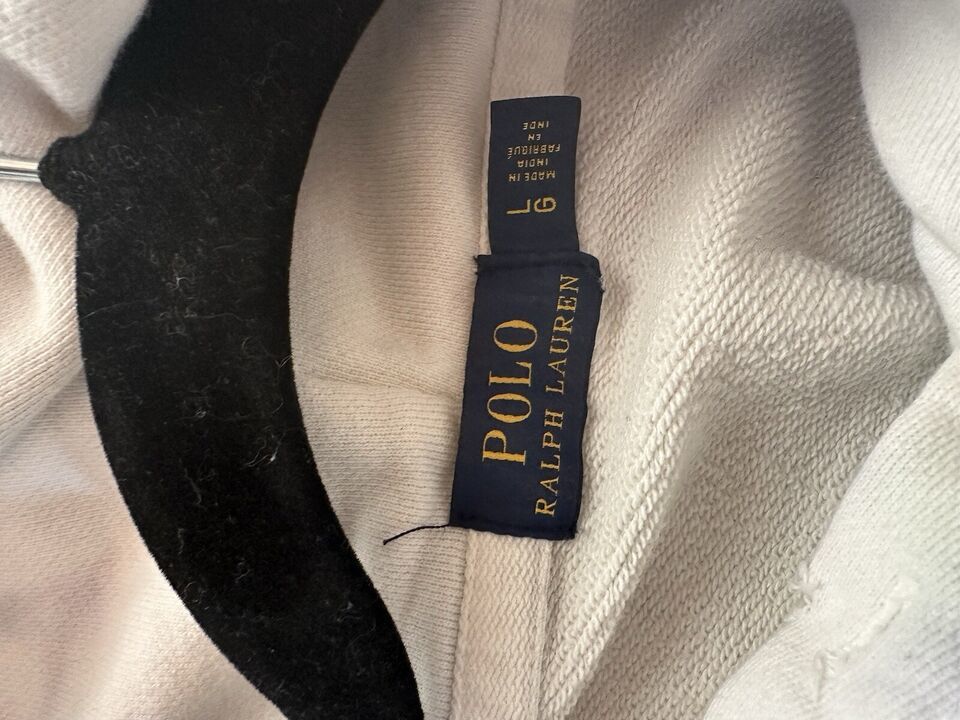 POLO
RALPH LAUREN
L
G
MADE IN
INDIA
FABRIQUÉ
EN
INDE